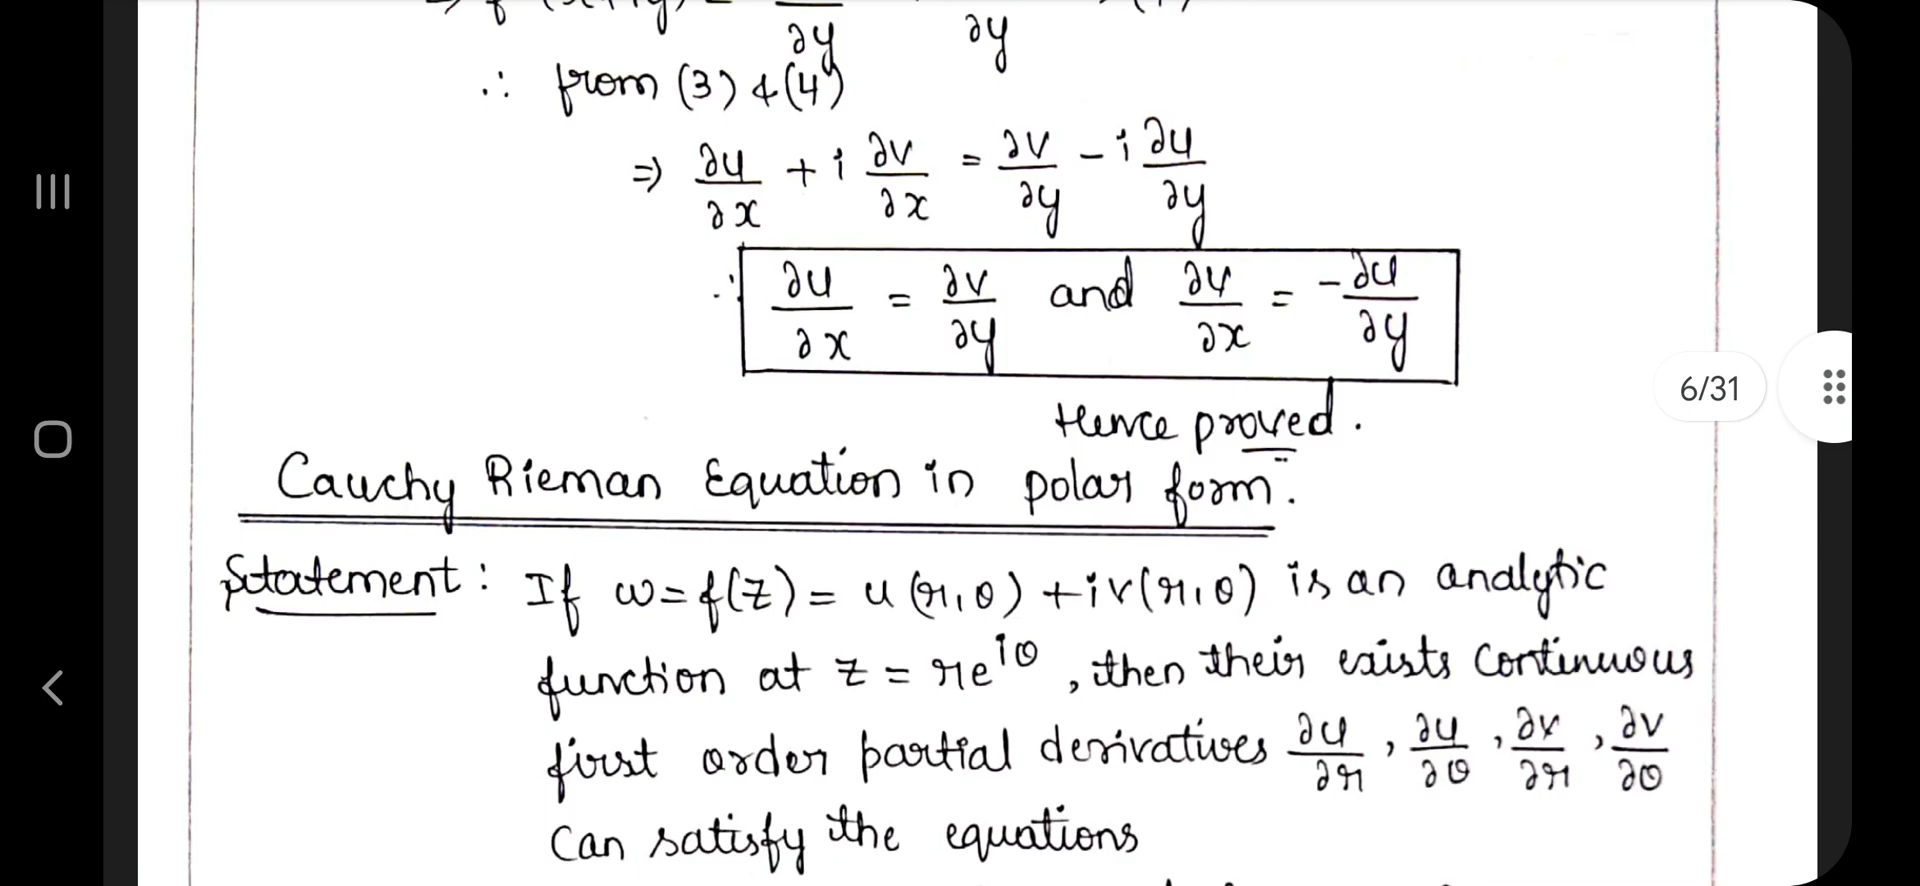 ∂y ∂y
∴ from (3) & (4)
⇒ ∂u/∂x + i ∂v/∂x = ∂v/∂y - i ∂u/∂y
∴ ∂u/∂x = ∂v/∂y and ∂v/∂x = -∂u/∂y
6/31
Hence proved.
Cauchy Rieman Equation in polar form.
Statement: If w = f(z) = u(r,θ) + iv(r,θ) is an analytic
function at z = re^iθ, then their exists continuous
first order partial derivatives ∂u/∂r, ∂u/∂θ, ∂v/∂r, ∂v/∂θ
can satisfy the equations